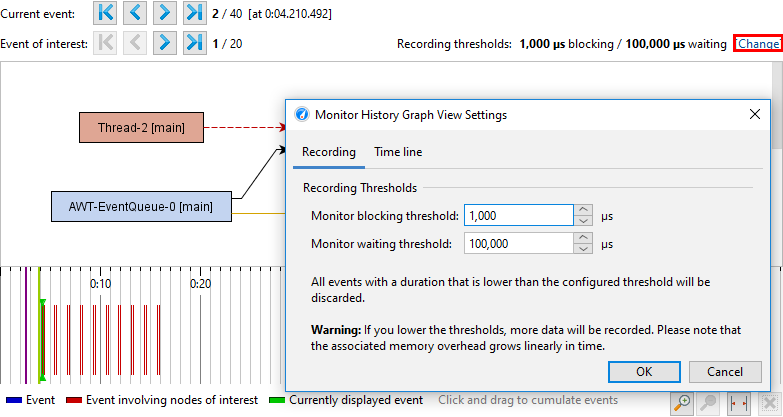 Current event: 2 / 40 [at 0:04.210.492]
Event of interest: 1 / 20 Recording thresholds: 1,000 µs blocking / 100,000 µs waiting [Change]
Thread-2 [main]
AWT-EventQueue-0 [main]
Monitor History Graph View Settings
Recording Time line
Recording Thresholds
Monitor blocking threshold: 1,000 µs
Monitor waiting threshold: 100,000 µs
All events with a duration that is lower than the configured threshold will be
discarded.
Warning: If you lower the thresholds, more data will be recorded. Please note that
the associated memory overhead grows linearly in time.
OK Cancel
0:10 0:20
Event Event involving nodes of interest Currently displayed event Click and drag to cumulate events